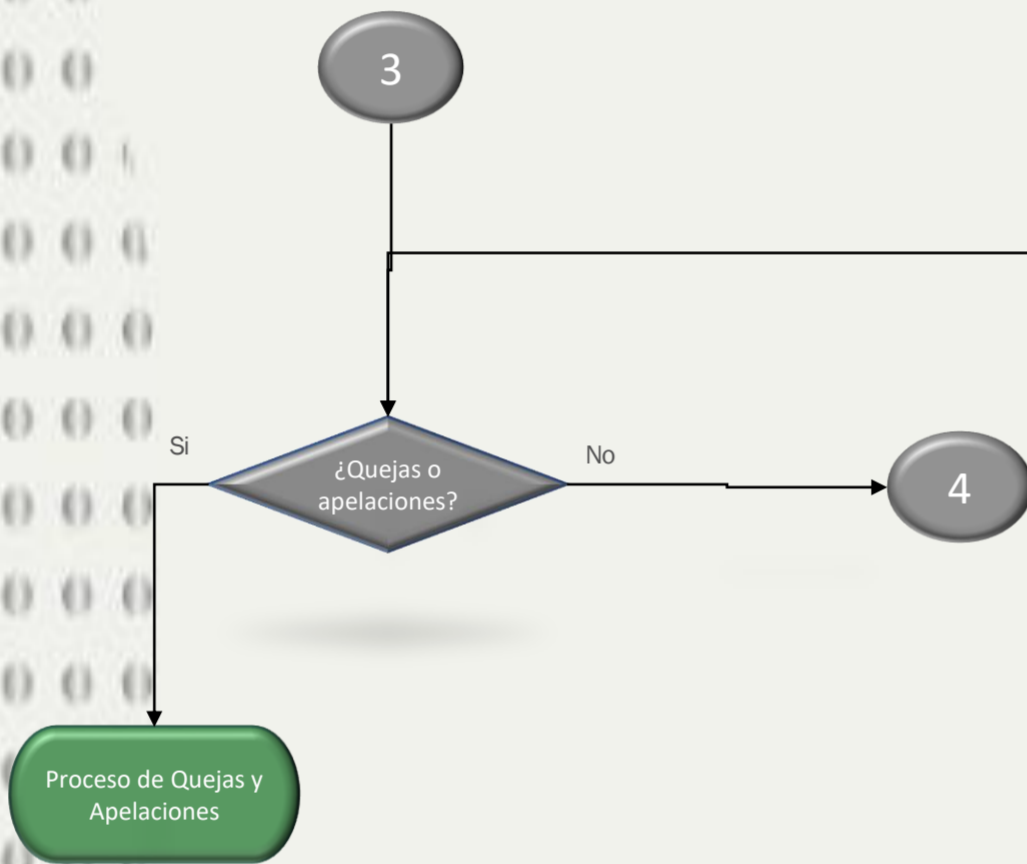 3
Si
¿Quejas o
apelaciones?
No
4
Proceso de Quejas y
Apelaciones